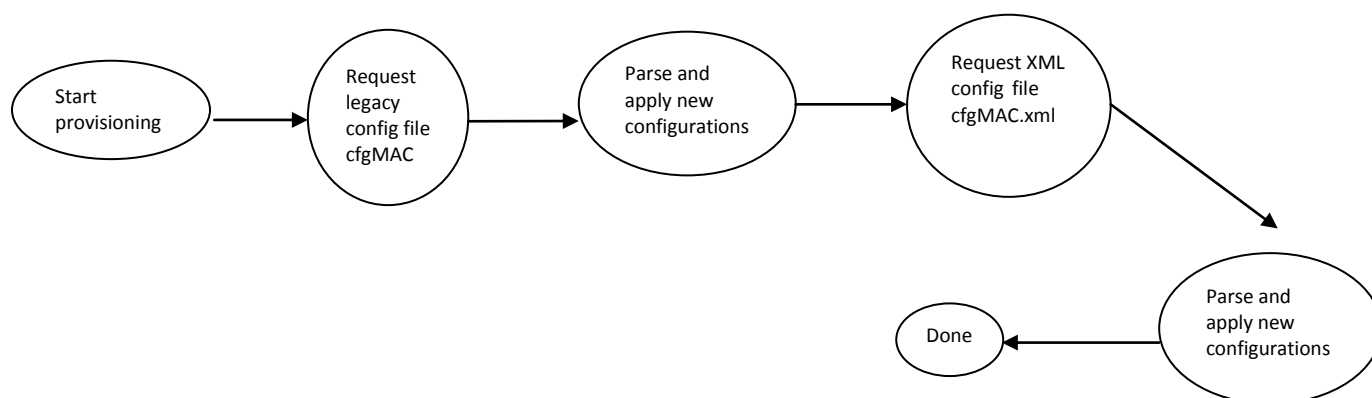 Start
provisioning
Request
legacy
config file
cfgMAC
Parse and
apply new
configurations
Request XML
config file
cfgMAC.xml
Parse and
apply new
configurations
Done